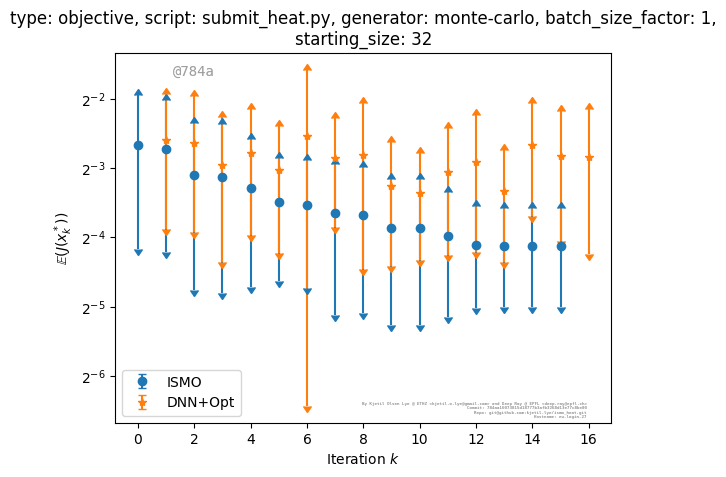 type: objective, script: submit_heat.py, generator: monte-carlo, batch_size_factor: 1,
starting_size: 32
@784a
2⁻²
2⁻³
2⁻⁴
2⁻⁵
2⁻⁶
𝔼(J(x*ₖ))
ISMO
DNN+Opt
0 2 4 6 8 10 12 14 16
Iteration k